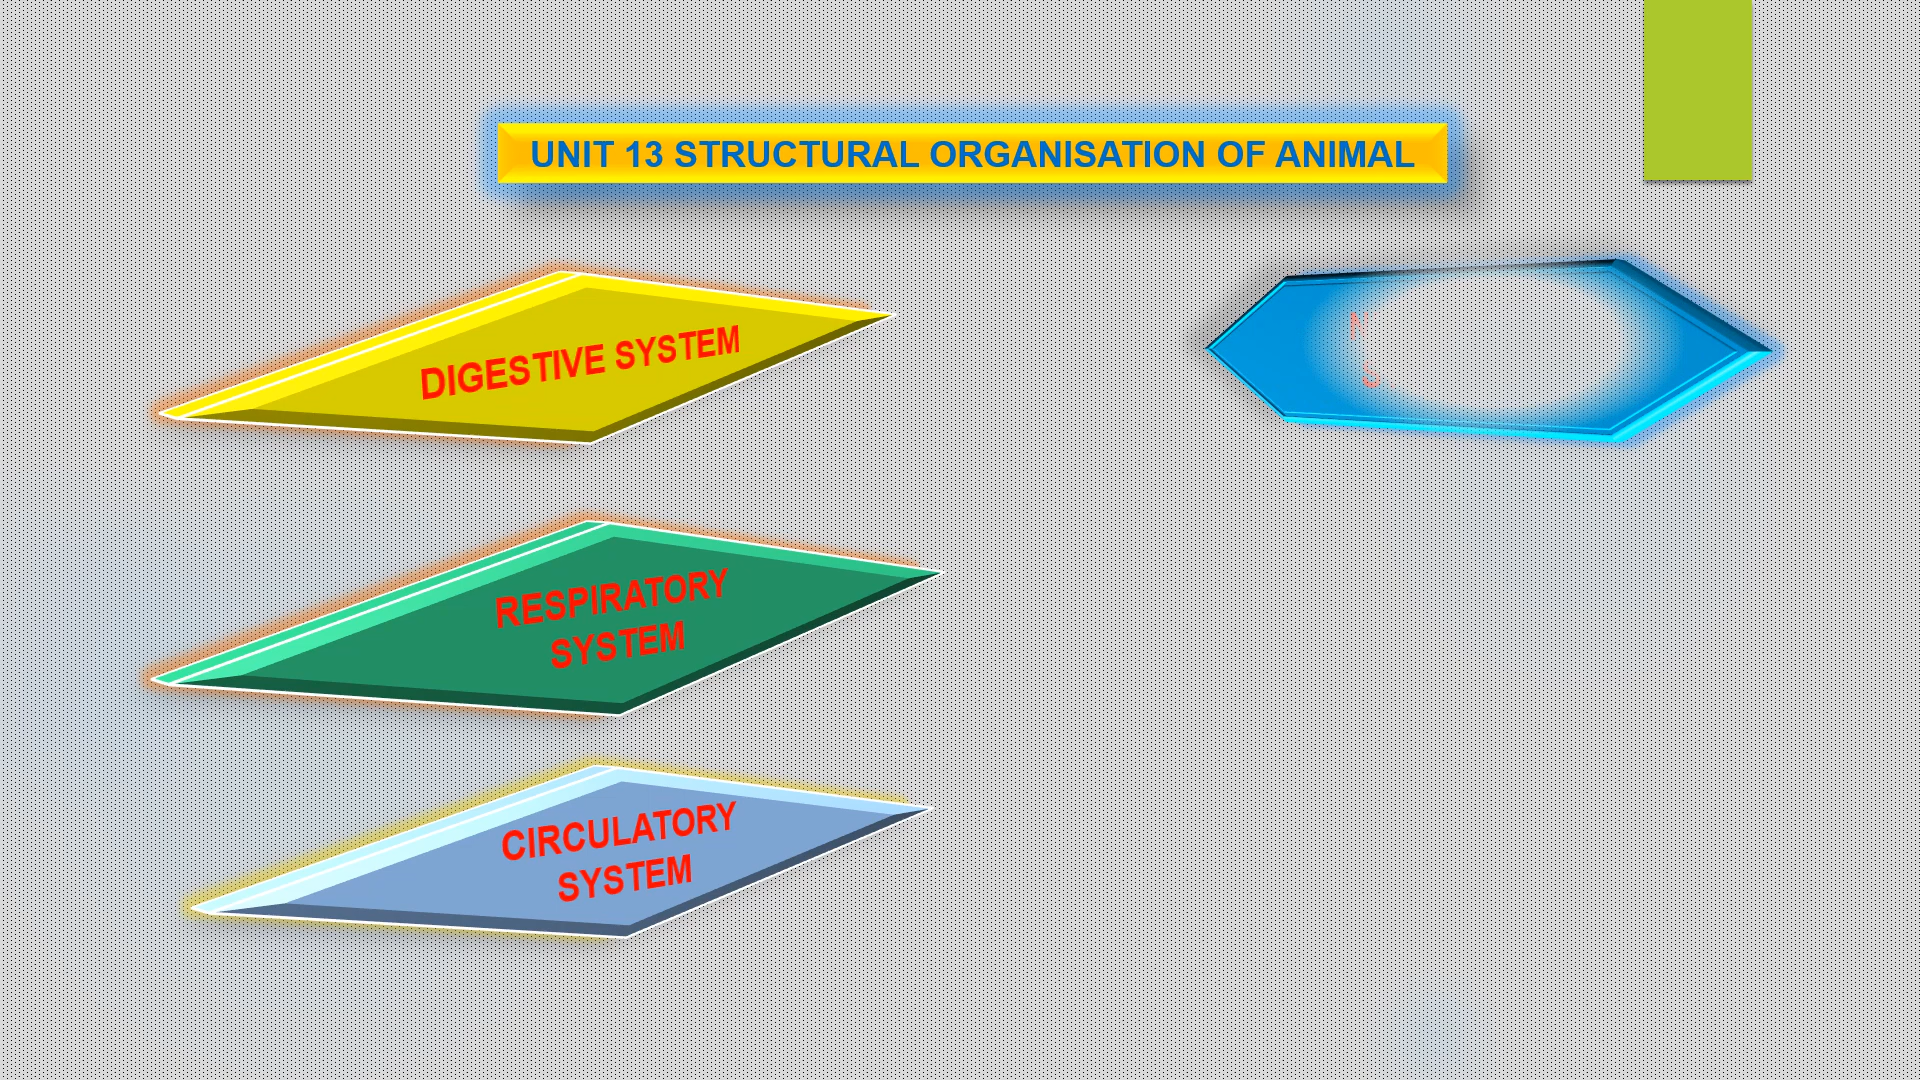 UNIT 13 STRUCTURAL ORGANISATION OF ANIMAL
DIGESTIVE SYSTEM
RESPIRATORY
SYSTEM
CIRCULATORY
SYSTEM